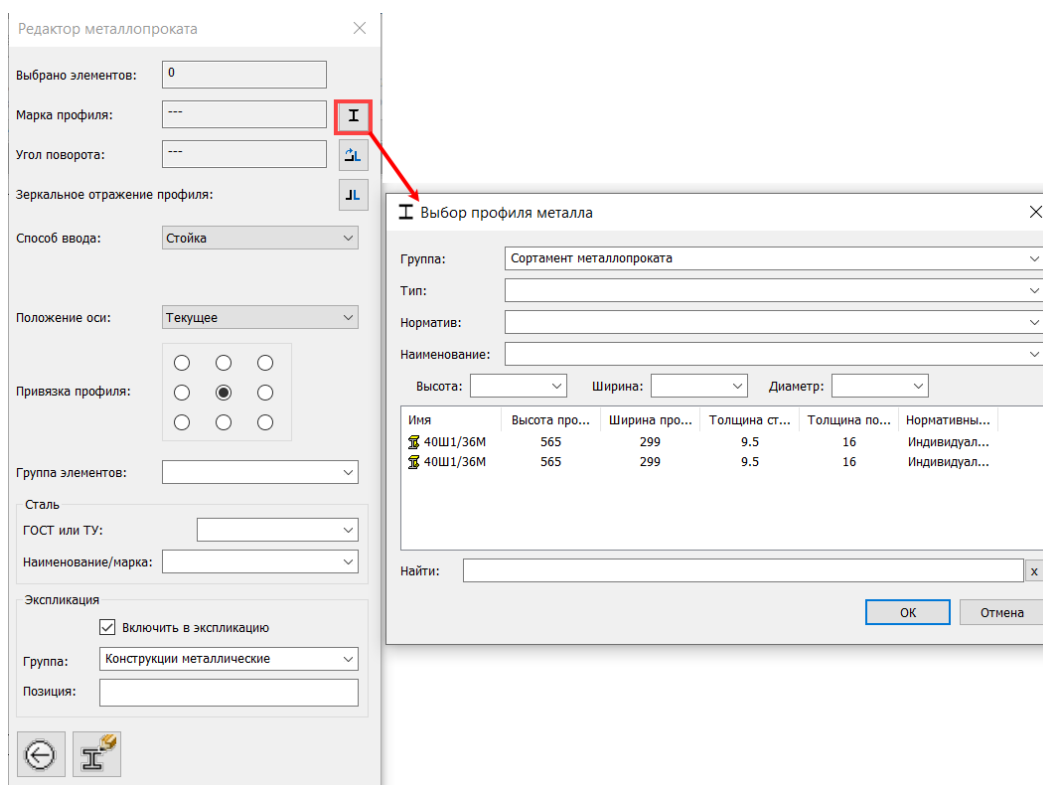 Редактор металлопроката
Выбрано элементов: 0
Марка профиля: ---
Угол поворота: ---
Зеркальное отражение профиля:
Способ ввода: Стойка
Положение оси: Текущее
Привязка профиля:
Группа элементов:
Сталь
ГОСТ или ТУ:
Наименование/марка:
Экспликация
Включить в экспликацию
Группа: Конструкции металлические
Позиция:
Выбор профиля металла
Группа: Сортамент металлопроката
Тип:
Норматив:
Наименование:
Высота: Ширина: Диаметр:
Имя Высота про... Ширина про... Толщина ст... Толщина по... Нормативны...
40Ш1/36М 565 299 9.5 16 Индивидуал...
40Ш1/36М 565 299 9.5 16 Индивидуал...
Найти: x
ОК Отмена